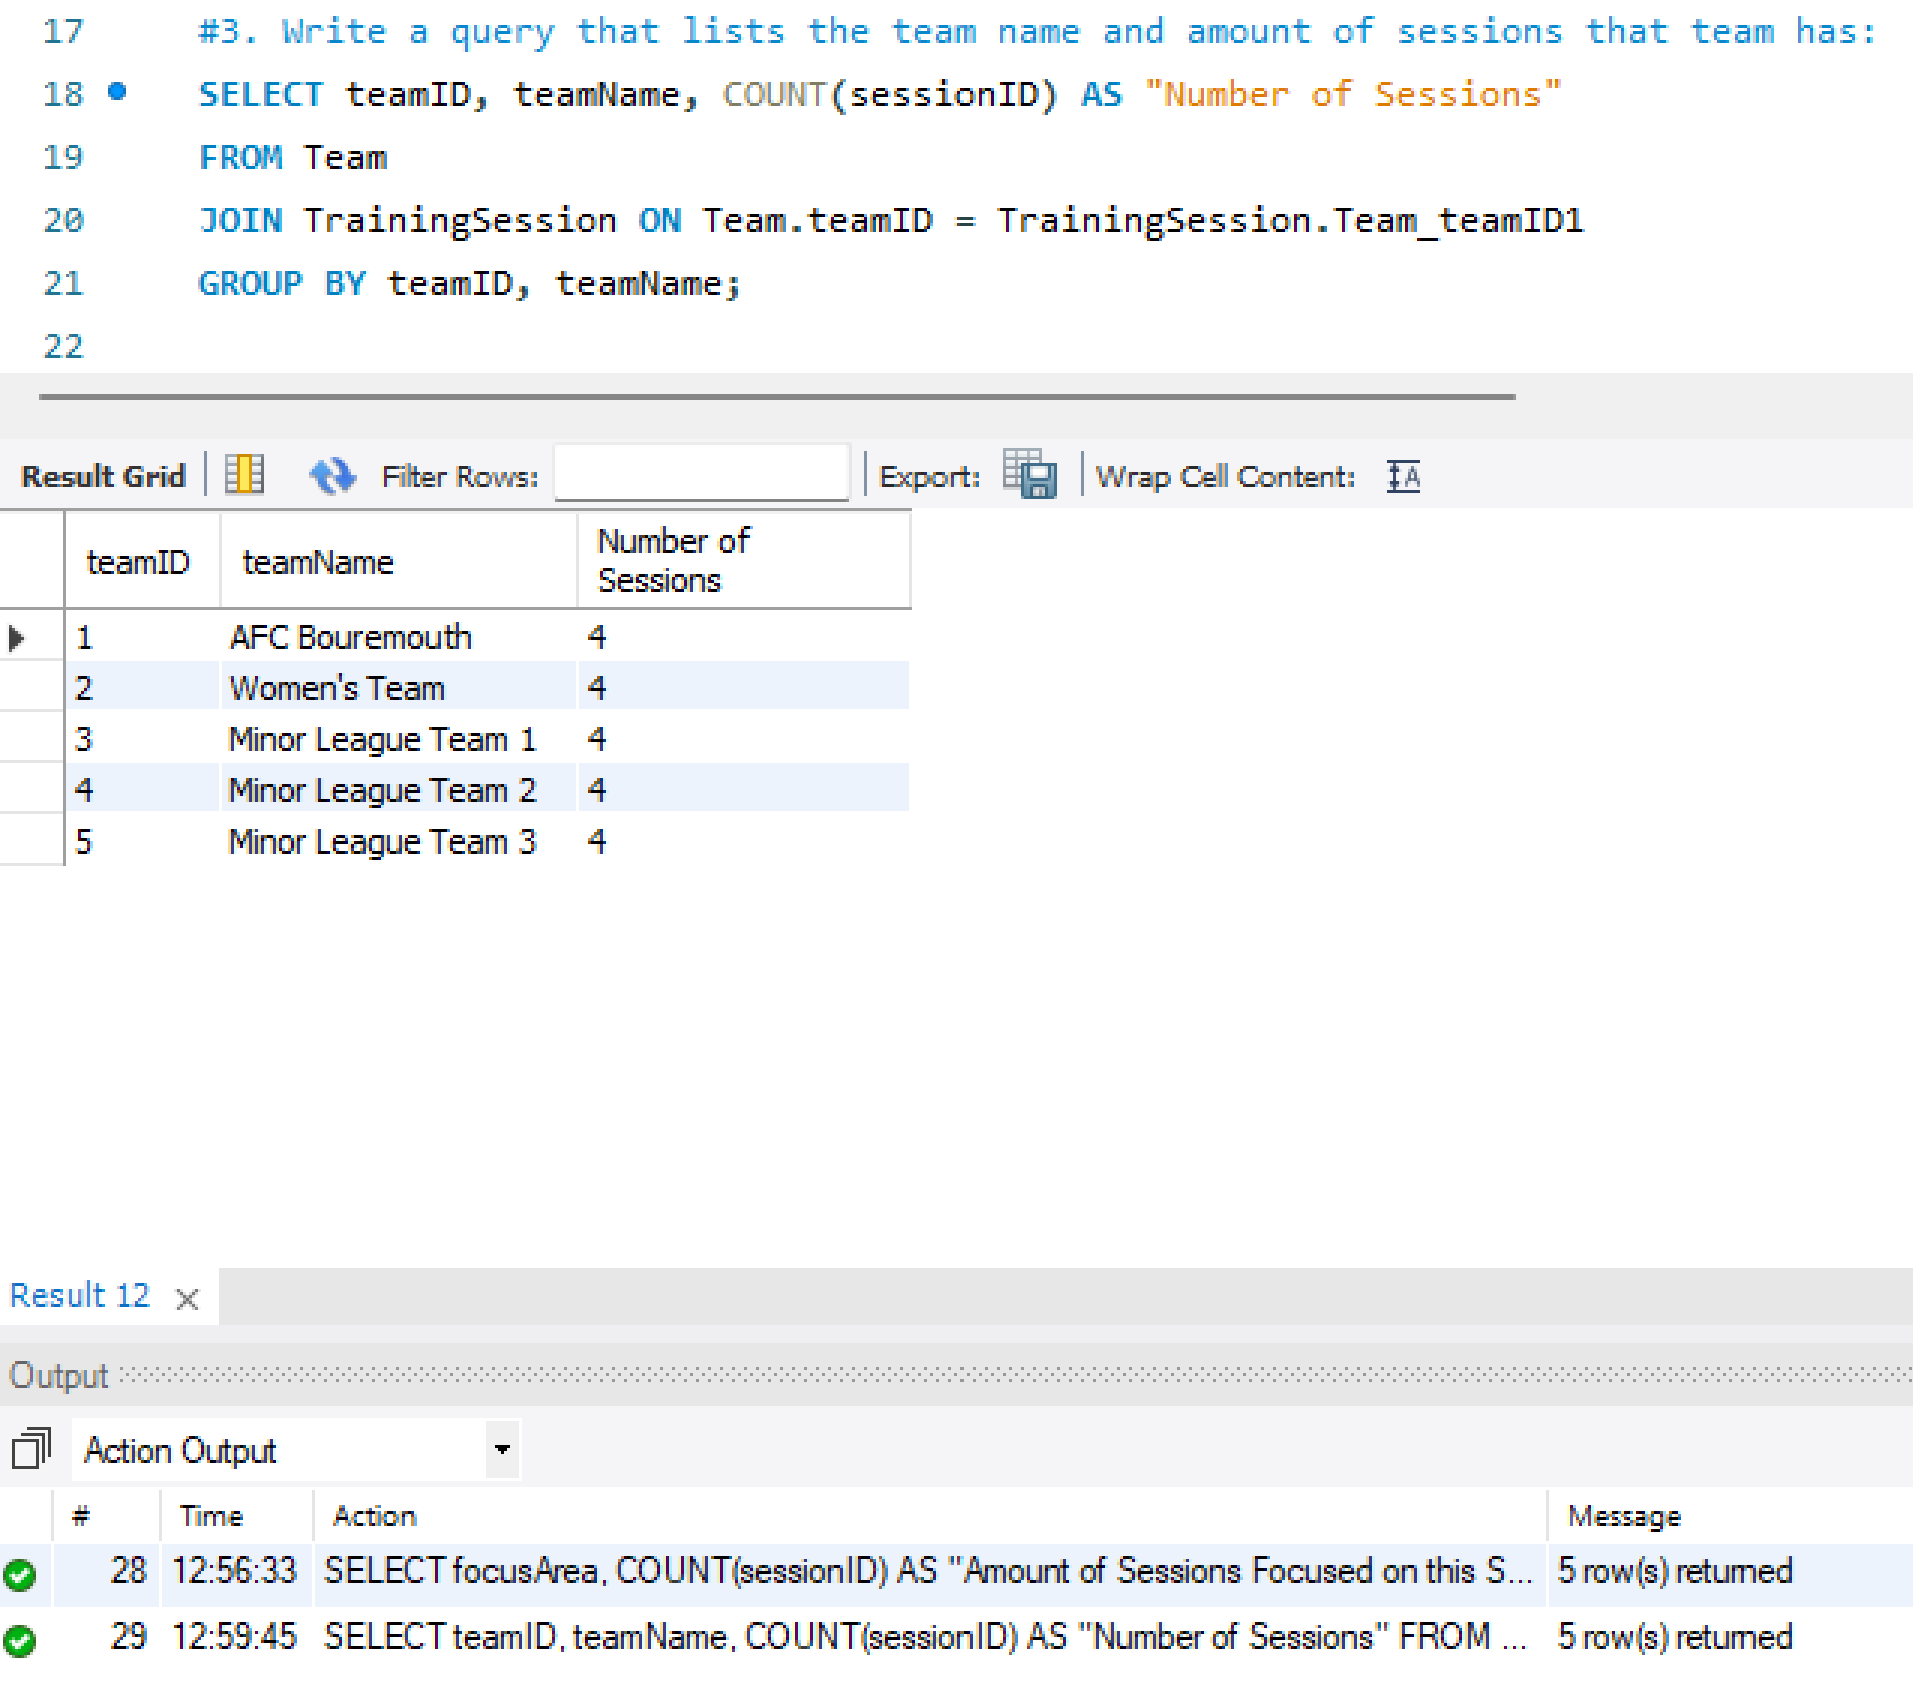 17 #3. Write a query that lists the team name and amount of sessions that team has:
18 SELECT teamID, teamName, COUNT(sessionID) AS "Number of Sessions"
19 FROM Team
20 JOIN TrainingSession ON Team.teamID = TrainingSession.Team_teamID1
21 GROUP BY teamID, teamName;
22
Result Grid Filter Rows: Export: Wrap Cell Content: A
teamID teamName Number of
Sessions
1 AFC Bouremouth 4
2 Women's Team 4
3 Minor League Team 1 4
4 Minor League Team 2 4
5 Minor League Team 3 4
Result 12 ×
Output
Action Output
# Time Action Message
28 12:56:33 SELECT focusArea, COUNT(sessionID) AS "Amount of Sessions Focused on this S... 5 row(s) returned
29 12:59:45 SELECT teamID, teamName, COUNT(sessionID) AS "Number of Sessions" FROM ... 5 row(s) returned